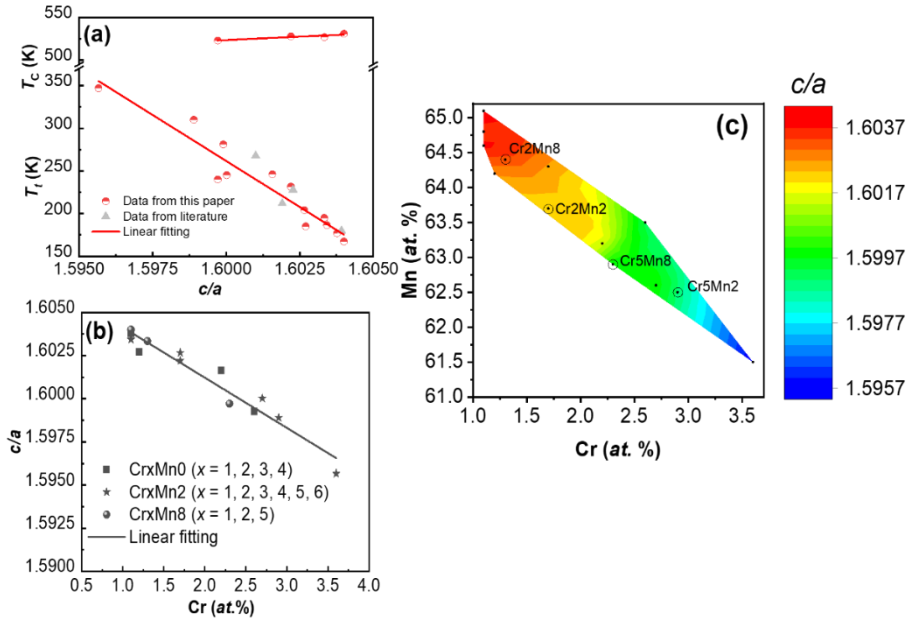 (a)
T_C (K)
550
525
500
T_t (K)
350
250
200
150
Data from this paper
Data from literature
Linear fitting
1.5950
1.5975
1.6000
1.6025
1.6050
c/a
(b)
c/a
1.6050
1.6025
1.6000
1.5975
1.5950
1.5900
CrxMn0 (x = 1, 2, 3, 4)
CrxMn2 (x = 1, 2, 3, 4, 5, 6)
CrxMn8 (x = 1, 2, 5)
Linear fitting
0.5 1.0 1.5 2.0 2.5 3.0 3.5 4.0
Cr (at.%)
(c)
Mn (at. %)
65.0
64.5
64.0
63.5
63.0
62.5
62.0
61.5
61.0
Cr2Mn8
Cr2Mn2
Cr5Mn8
Cr5Mn2
1.0 1.5 2.0 2.5 3.0 3.5
Cr (at. %)
c/a
1.6037
1.6017
1.5997
1.5977
1.5957